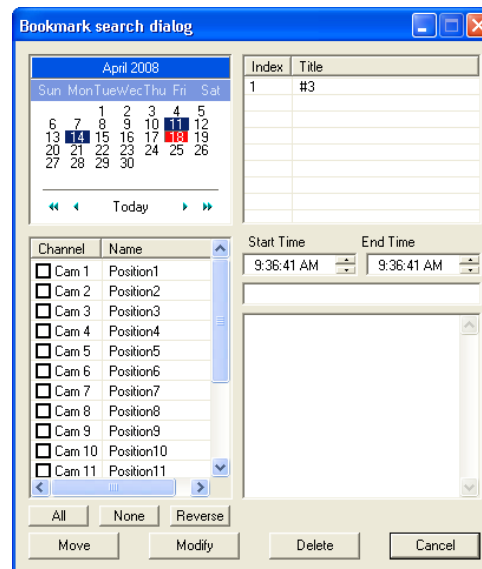 Bookmark search dialog
April 2008
Sun MonTueWecThu Fri Sat
1 2 3 4 5
6 7 8 9 10 11 12
13 14 15 16 17 18 19
20 21 22 23 24 25 26
27 28 29 30
Today
Index Title
1 #3
Channel Name
Cam 1 Position1
Cam 2 Position2
Cam 3 Position3
Cam 4 Position4
Cam 5 Position5
Cam 6 Position6
Cam 7 Position7
Cam 8 Position8
Cam 9 Position9
Cam 10 Position10
Cam 11 Position11
Start Time End Time
9:36:41 AM 9:36:41 AM
All None Reverse
Move Modify Delete Cancel